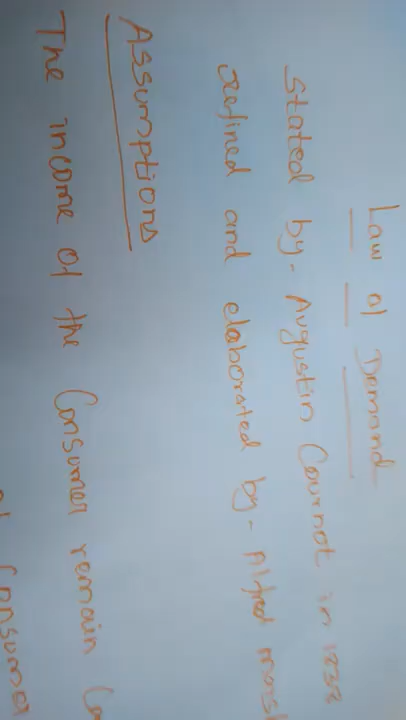 Law of Demand
Stated by - Augustin Cournot in 1838
Refined and elaborated by - Alfred
Assumptions
The income of the Consumer remain
Consumer